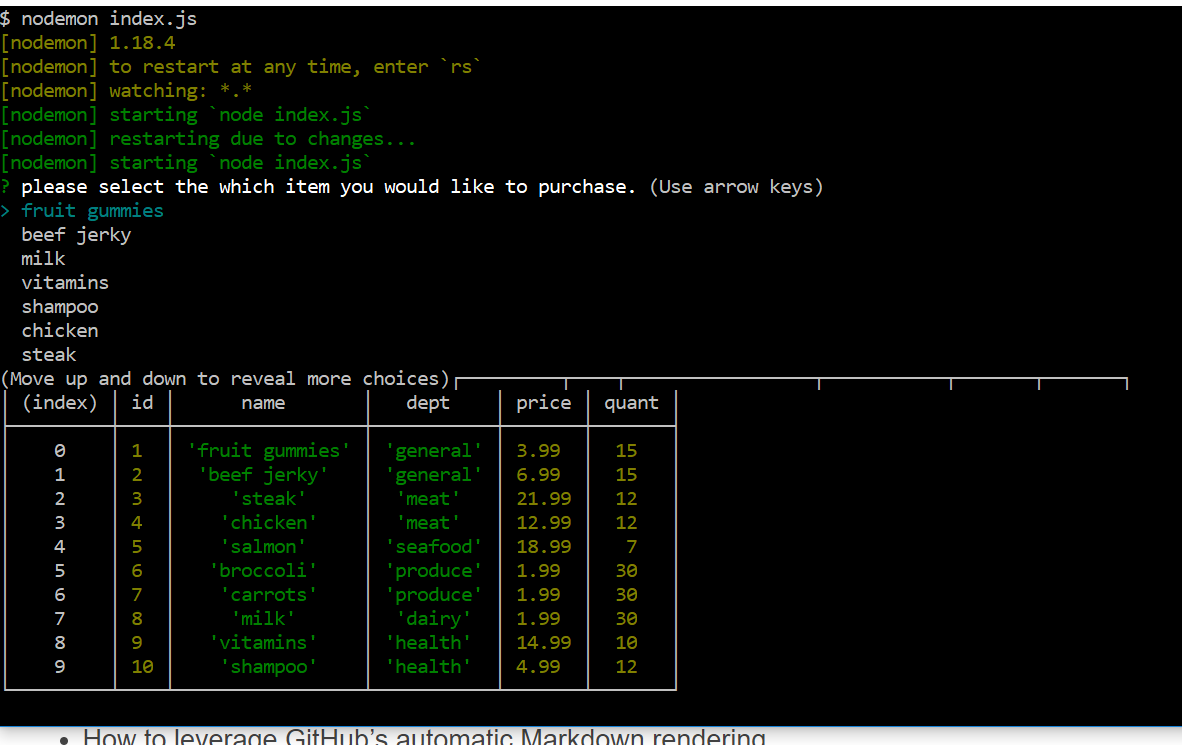 $ nodemon index.js
[nodemon] 1.18.4
[nodemon] to restart at any time, enter `rs`
[nodemon] watching: *.*
[nodemon] starting `node index.js`
[nodemon] restarting due to changes...
[nodemon] starting `node index.js`
? please select the which item you would like to purchase. (Use arrow keys)
> fruit gummies
beef jerky
milk
vitamins
shampoo
chicken
steak
(Move up and down to reveal more choices)
(index) id name dept price quant
0 1 'fruit gummies' 'general' 3.99 15
1 2 'beef jerky' 'general' 6.99 15
2 3 'steak' 'meat' 21.99 12
3 4 'chicken' 'meat' 12.99 12
4 5 'salmon' 'seafood' 18.99 7
5 6 'broccoli' 'produce' 1.99 30
6 7 'carrots' 'produce' 1.99 30
7 8 'milk' 'dairy' 1.99 30
8 9 'vitamins' 'health' 14.99 10
9 10 'shampoo' 'health' 4.99 12
• How to leverage GitHub’s automatic Markdown rendering